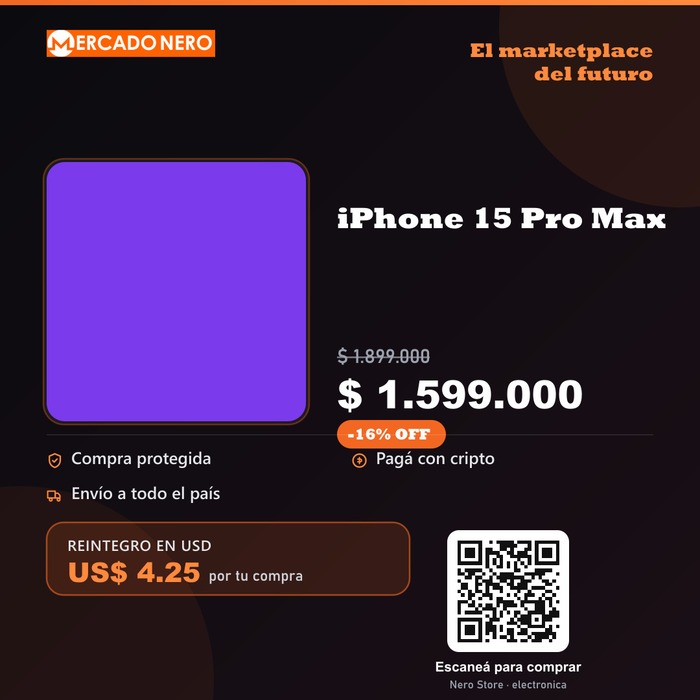 MERCADO NERO
El marketplace
del futuro
iPhone 15 Pro Max
$ 1.899.000
$ 1.599.000
-16% OFF
Compra protegida
Pagá con cripto
Envío a todo el país
REINTEGRO EN USD
US$ 4.25 por tu compra
Escaneá para comprar
Nero Store · electronica